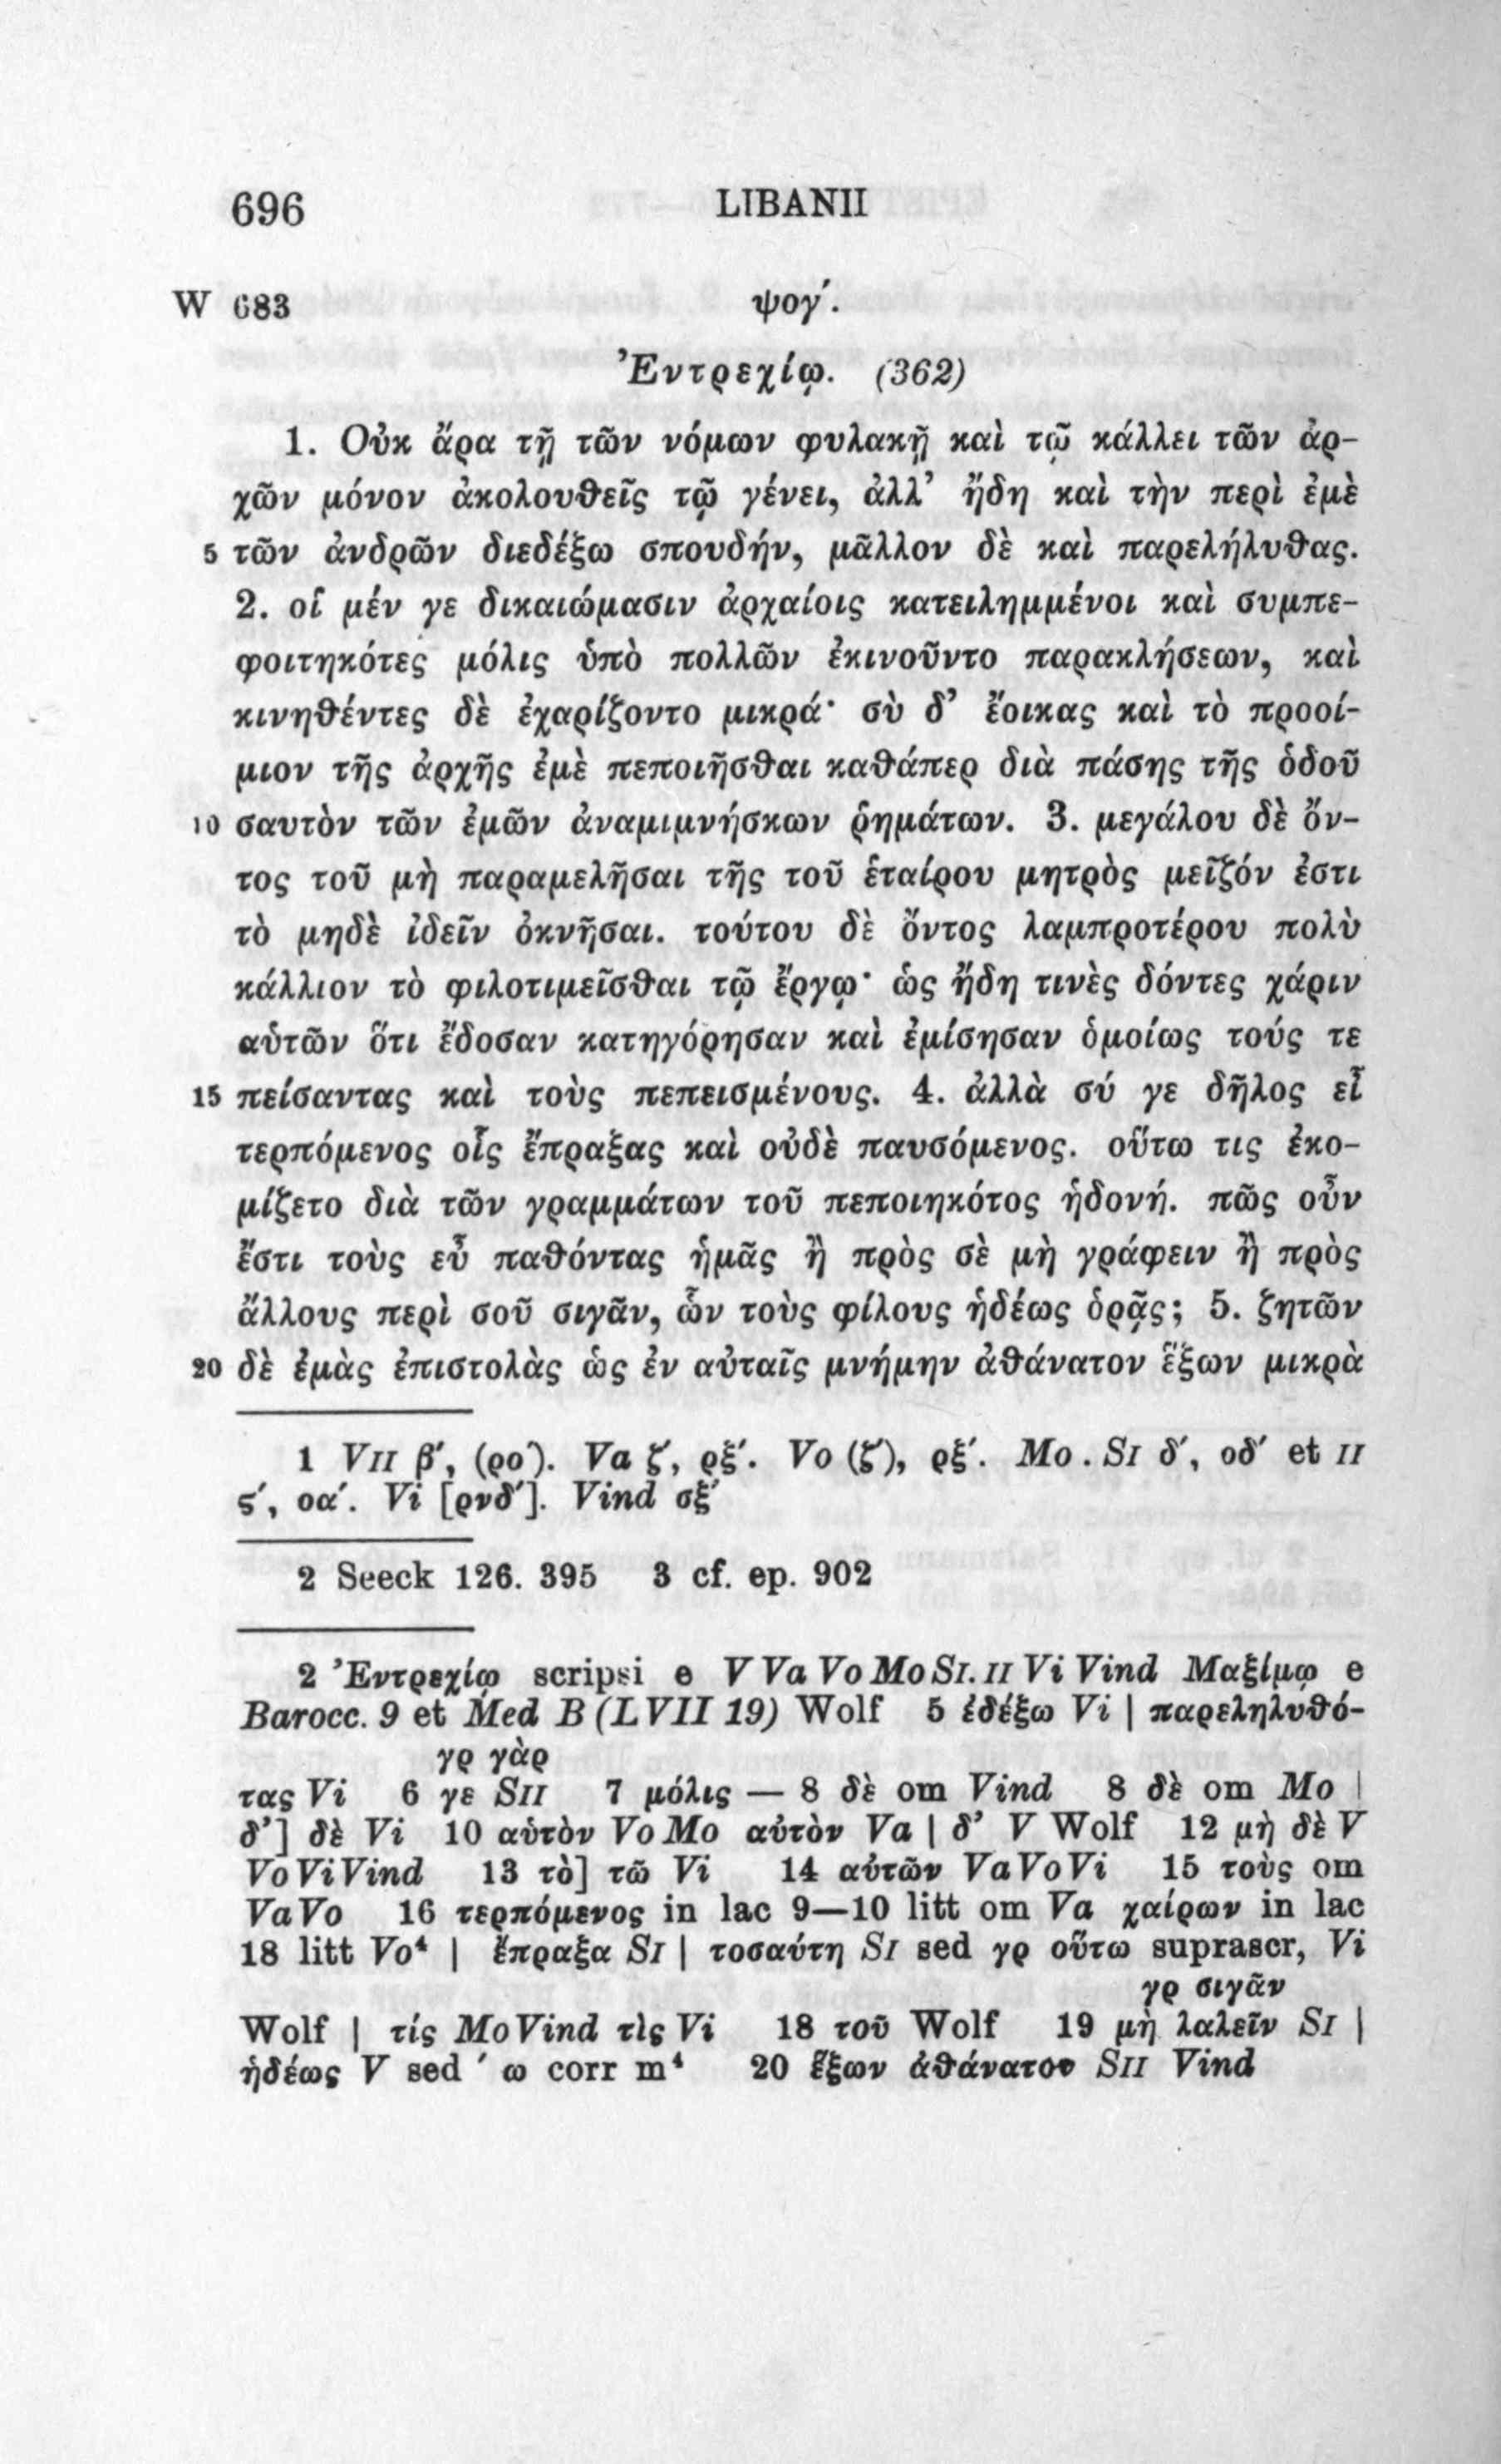 696 LIBANII
W 683 ψογ΄.
Ἐντρεχίῳ. (362)
1. Οὐκ ἄρα τῇ τῶν νόμων φυλακῇ καὶ τῷ κάλλει τῶν ἀρ-
χῶν μόνον ἀκολουθεῖς τῷ γένει, ἀλλ’ ἤδη καὶ τὴν περὶ ἐμὲ
5 τῶν ἀνδρῶν διεδέξω σπουδήν, μᾶλλον δὲ καὶ παρελήλυθας.
2. οἱ μέν γε δικαιώμασιν ἀρχαίοις κατειλημμένοι καὶ συμπε-
φοιτηκότες μόλις ὑπὸ πολλῶν ἐκινοῦντο παρακλήσεων, καὶ
κινηθέντες δὲ ἐχαρίζοντο μικρά· σὺ δ’ ἔοικας καὶ τὸ προοί-
μιον τῆς ἀρχῆς ἐμὲ πεποιῆσθαι καθάπερ διὰ πάσης τῆς ὁδοῦ
10 σαυτὸν τῶν ἐμῶν ἀναμιμνήσκων ῥημάτων. 3. μεγάλου δὲ ὄν-
τος τοῦ μὴ παραμελῆσαι τῆς τοῦ ἑταίρου μητρὸς μεῖζόν ἐστι
τὸ μηδὲ ἰδεῖν ὀκνῆσαι. τούτου δὲ ὄντος λαμπροτέρου πολὺ
κάλλιον τὸ φιλοτιμεῖσθαι τῷ ἔργῳ· ὡς ἤδη τινὲς δόντες χάριν
αὑτῶν ὅτι ἔδοσαν κατηγόρησαν καὶ ἐμίσησαν ὁμοίως τούς τε
15 πείσαντας καὶ τοὺς πεπεισμένους. 4. ἀλλὰ σύ γε δῆλος εἶ
τερπόμενος οἷς ἔπραξας καὶ οὐδὲ παυσόμενος. οὕτω τις ἐκο-
μίζετο διὰ τῶν γραμμάτων τοῦ πεποιηκότος ἡδονή. πῶς οὖν
ἔστι τοὺς εὖ παθόντας ἡμᾶς ἢ πρὸς σὲ μὴ γράφειν ἢ πρὸς
ἄλλους περὶ σοῦ σιγᾶν, ὧν τοὺς φίλους ἡδέως ὁρᾷς; 5. ζητῶν
20 δὲ ἐμὰς ἐπιστολὰς ὡς ἐν αὐταῖς μνήμην ἀθάνατον ἕξων μικρὰ
1 VII β΄, (ρο΄). Va ζ΄, ρξ΄. Vo (ζ΄), ρξ΄. Mo. SI δ΄, οδ΄ et II
ϛ΄, οα΄. Vi [ρνδ΄]. Vind σξ΄
2 Seeck 126. 395 3 cf. ep. 902
2 Ἐντρεχίῳ scripsi e V Va Vo Mo SI. II Vi Vind Μαξίμῳ e
Barocc. 9 et Med B (LVII 19) Wolf 5 ἐδέξω Vi | παρεληλυθό-
γρ γὰρ
τας Vi 6 γε SII 7 μόλις — 8 δὲ om Vind 8 δὲ om Mo |
δ’] δὲ Vi 10 αὑτὸν Vo Mo αὐτὸν Va | δ’ V Wolf 12 μὴ δὲ V
Vo Vi Vind 13 τὸ] τῶ Vi 14 αὐτῶν Va Vo Vi 15 τοὺς om
Va Vo 16 τερπόμενος in lac 9—10 litt om Va χαίρων in lac
18 litt Vo⁴ | ἔπραξα SI | τοσαύτη SI sed γρ οὕτω suprascr, Vi
γρ σιγᾶν
Wolf | τίς Mo Vind τὶς Vi 18 τοῦ Wolf 19 μὴ λαλεῖν SI |
ἡδέως V sed ΄ ω corr m⁴ 20 ἕξων ἀθάνατον SII Vind